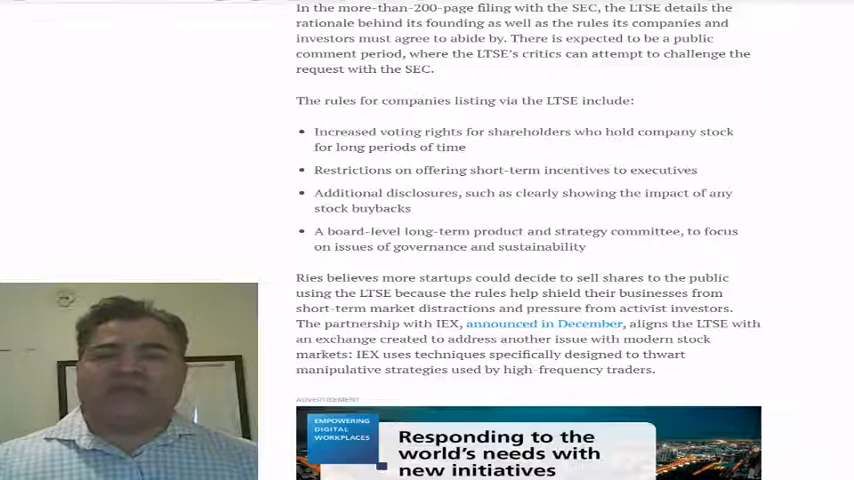 In the more-than-200-page filing with the SEC, the LTSE details the
rationale behind its founding as well as the rules its companies and
investors must agree to abide by. There is expected to be a public
comment period, where the LTSE's critics can attempt to challenge the
request with the SEC.
The rules for companies listing via the LTSE include:
• Increased voting rights for shareholders who hold company stock
for long periods of time
• Restrictions on offering short-term incentives to executives
• Additional disclosures, such as clearly showing the impact of any
stock buybacks
• A board-level long-term product and strategy committee, to focus
on issues of governance and sustainability
Ries believes more startups could decide to sell shares to the public
using the LTSE because the rules help shield their businesses from
short-term market distractions and pressure from activist investors.
The partnership with IEX, announced in December, aligns the LTSE with
an exchange created to address another issue with modern stock
markets: IEX uses techniques specifically designed to thwart
manipulative strategies used by high-frequency traders.
ADVERTISEMENT
EMPOWERING
DIGITAL
WORKPLACES
Responding to the
world's needs with
new initiatives